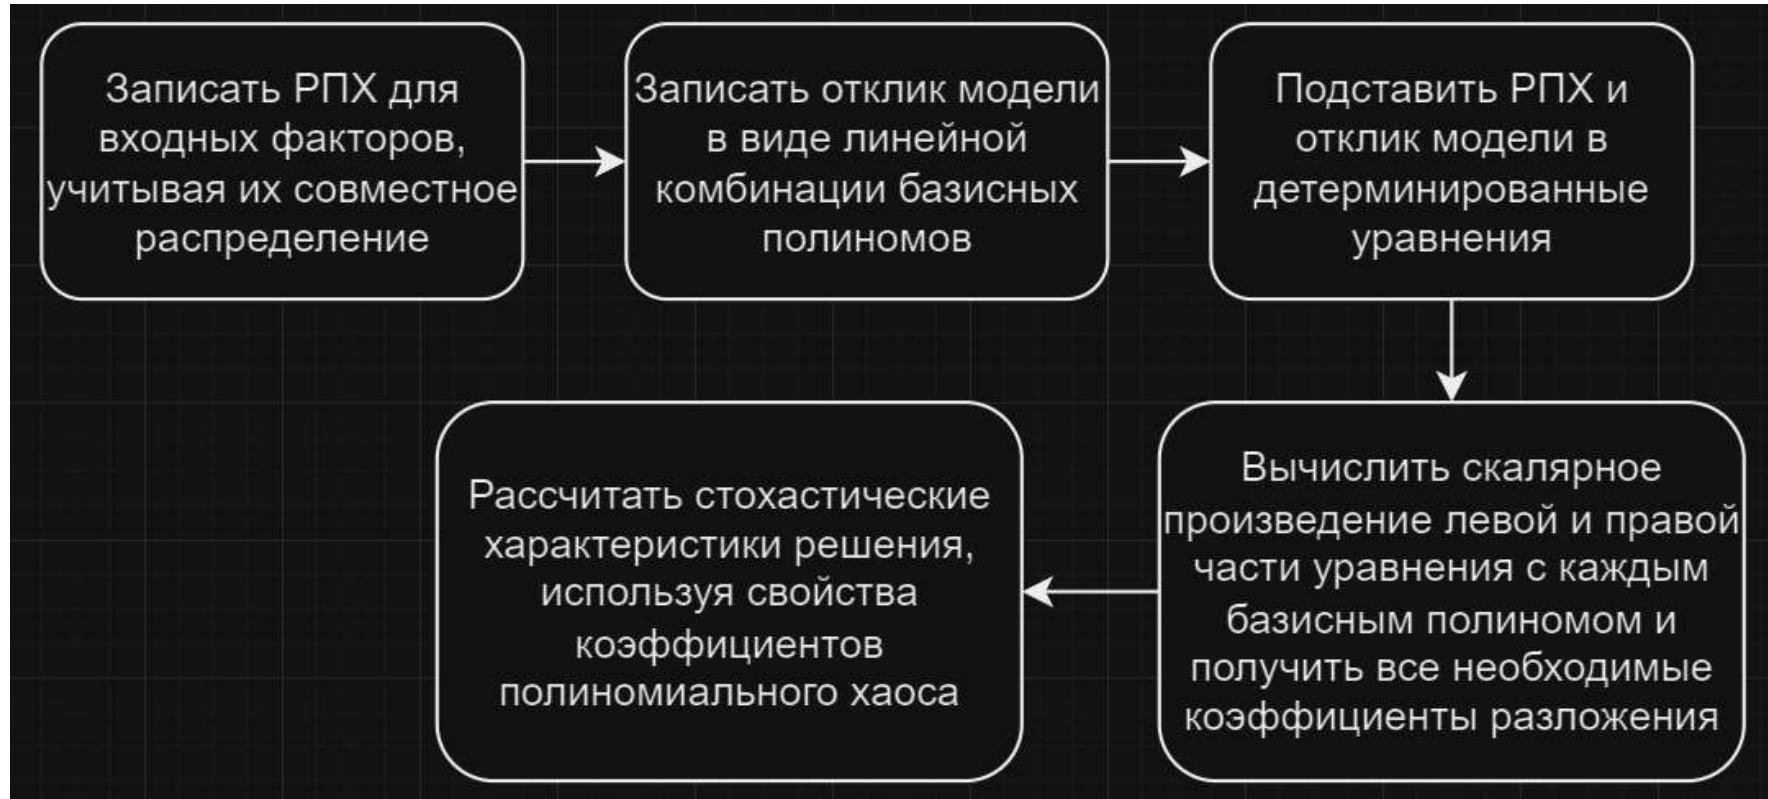 Записать РПХ для
входных факторов,
учитывая их совместное
распределение
Записать отклик модели
в виде линейной
комбинации базисных
полиномов
Подставить РПХ и
отклик модели в
детерминированные
уравнения
Вычислить скалярное
произведение левой и правой
части уравнения с каждым
базисным полиномом и
получить все необходимые
коэффициенты разложения
Рассчитать стохастические
характеристики решения,
используя свойства
коэффициентов
полиномиального хаоса